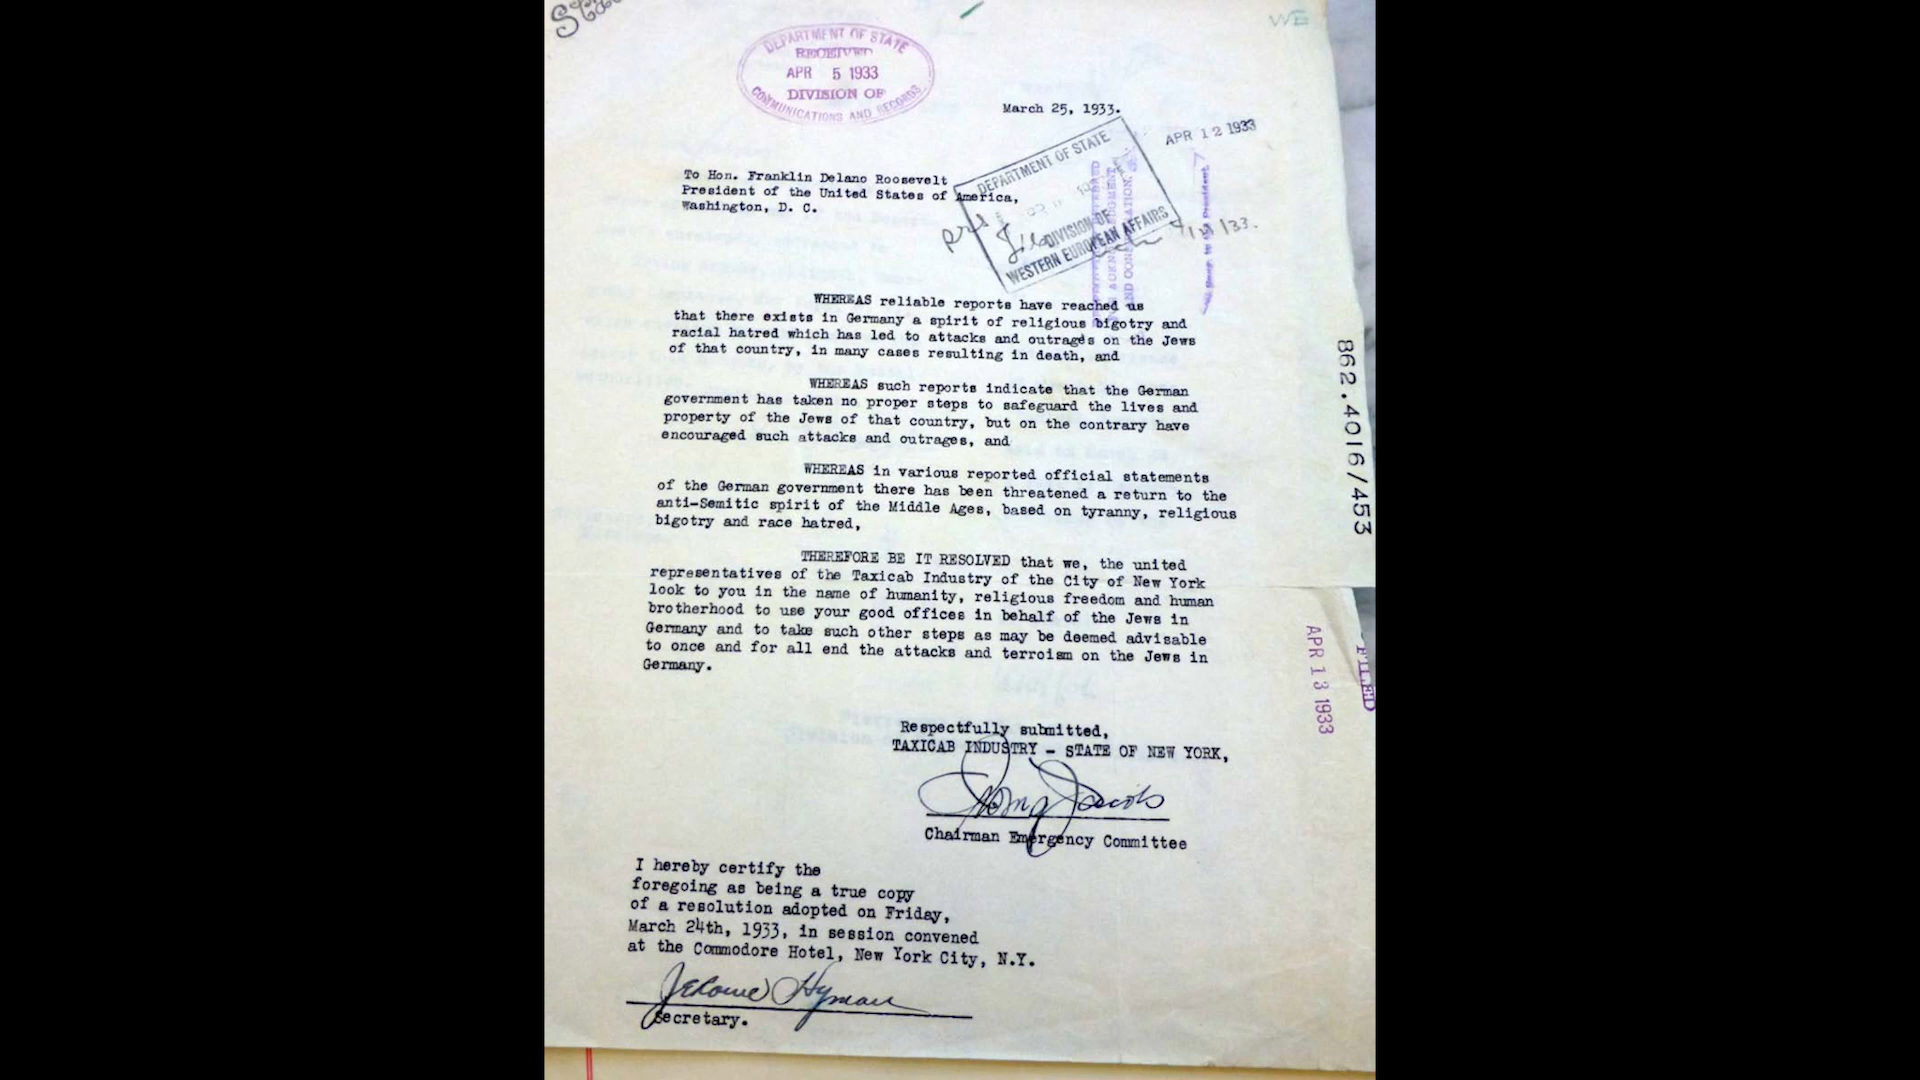 WE
DEPARTMENT OF STATE
RECEIVED
APR 5 1933
DIVISION OF
COMMUNICATIONS AND RECORDS
March 25, 1933.
APR 12 1933
DEPARTMENT OF STATE
DIVISION OF
WESTERN EUROPEAN AFFAIRS
To Hon. Franklin Delano Roosevelt
President of the United States of America,
Washington, D. C.
WHEREAS reliable reports have reached us
that there exists in Germany a spirit of religious bigotry and
racial hatred which has led to attacks and outrages on the Jews
of that country, in many cases resulting in death, and
WHEREAS such reports indicate that the German
government has taken no proper steps to safeguard the lives and
property of the Jews of that country, but on the contrary have
encouraged such attacks and outrages, and
WHEREAS in various reported official statements
of the German government there has been threatened a return to the
anti-Semitic spirit of the Middle Ages, based on tyranny, religious
bigotry and race hatred,
THEREFORE BE IT RESOLVED that we, the united
representatives of the Taxicab Industry of the City of New York
look to you in the name of humanity, religious freedom and human
brotherhood to use your good offices in behalf of the Jews in
Germany and to take such other steps as may be deemed advisable
to once and for all end the attacks and terroism on the Jews in
Germany.
862.4016/453
APR 13 1933
FILED
Respectfully submitted,
TAXICAB INDUSTRY - STATE OF NEW YORK,
Jacobs
Chairman Emergency Committee
I hereby certify the
foregoing as being a true copy
of a resolution adopted on Friday,
March 24th, 1933, in session convened
at the Commodore Hotel, New York City, N.Y.
Jerome Hyman
Secretary.